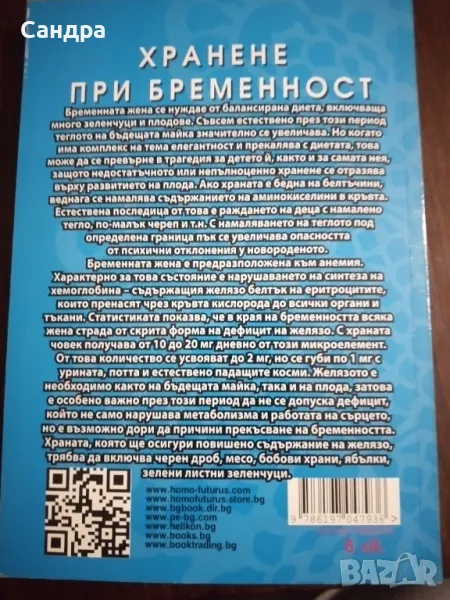 Сандра
ХРАНЕНЕ
ПРИ БРЕМЕННОСТ
Бременната жена се нуждае от балансирана диета, включваща
много зеленчуци и плодове. Съвсем естествено през този период
теглото на бъдещата майка значително се увеличава. Но когато
има комплекс на тема елегантност и прекалява с диетата, това
може да се превърне в трагедия за детето й, както и за самата нея,
защото недостатъчното или непълноценно хранене се отразява
върху развитието на плода. Ако храната е бедна на белтъчини,
веднага се намалява съдържанието на аминокиселини в кръвта.
Естествена последица от това е раждането на деца с намалено
тегло, по-малък череп и т.н. С намаляването на теглото под
определена граница пък се увеличава опасността
от психични отклонения у новороденото.
Бременната жена е предразположена към анемия.
Характерно за това състояние е нарушаването на синтеза на
хемоглобина – съдържащия желязо белтък на еритроцитите,
които пренасят чрез кръвта кислорода до всички органи и
тъкани. Статистиката показва, че в края на бременността всяка
жена страда от скрита форма на дефицит на желязо. С храната
човек получава от 10 до 20 мг дневно от този микроелемент.
От това количество се усвояват до 2 мг, но се губи по 1 мг с
урината, потта и естествено падащите косми. Желязото е
необходимо както на бъдещата майка, така и на плода, затова
е особено важно през този период да не се допуска дефицит,
който не само нарушава метаболизма и работата на сърцето,
но е възможно дори да причини прекъсване на бременността.
Храната, която ще осигури повишено съдържание на желязо,
трябва да включва черен дроб, месо, бобови храни, ябълки,
зелени листни зеленчуци.
www.homo-futurus.com
www.homofuturus.store.bg
www.bgbook.dir.bg
www.pe-bg.com
www.helikon.bg
www.books.bg
www.booktrading.bg
9 786197 047936 >
6 лв.
BAZAR